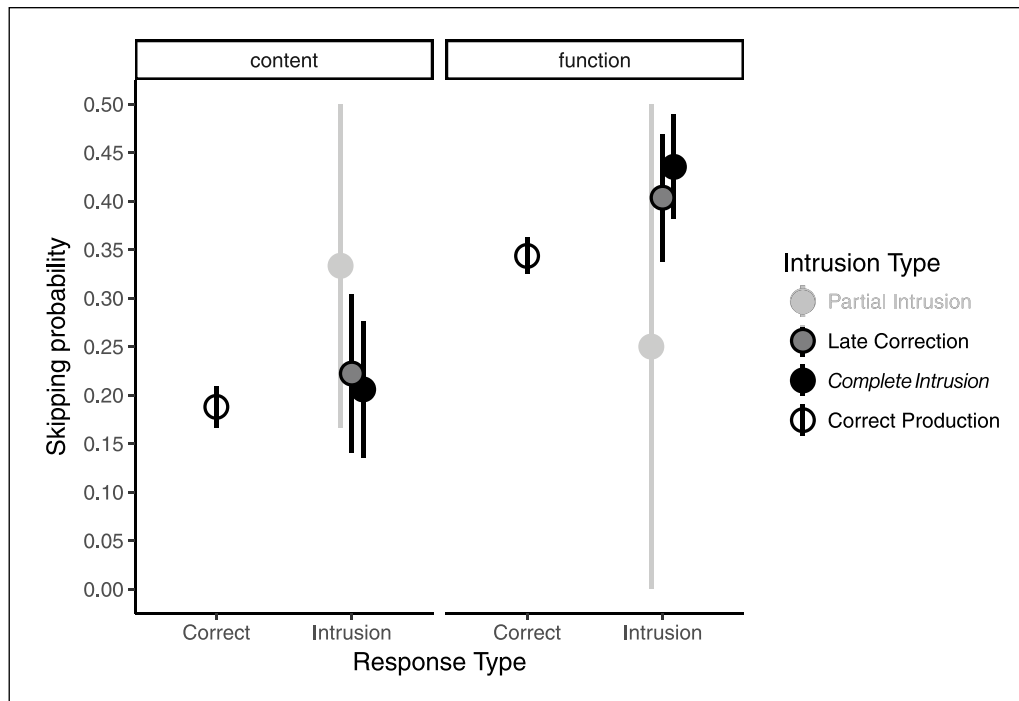 content function
0.50
0.45
0.40
0.35
0.30
0.25
0.20
0.15
0.10
0.05
0.00
Skipping probability
Correct Intrusion Correct Intrusion
Response Type
Intrusion Type
Partial Intrusion
Late Correction
Complete Intrusion
Correct Production